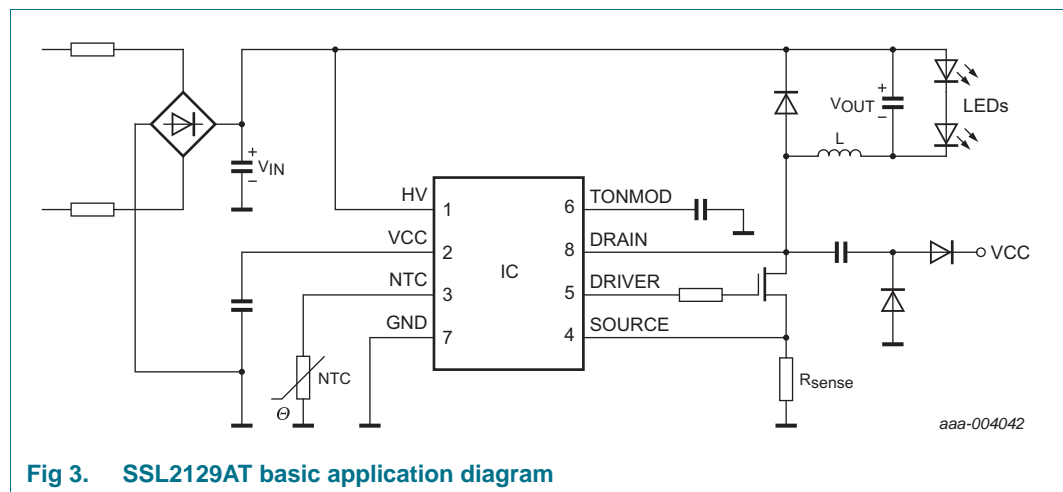 +
VIN
−
HV
1
VCC
2
NTC
3
GND
7
IC
6
TONMOD
8
DRAIN
5
DRIVER
4
SOURCE
Θ
NTC
VOUT
+
−
LEDs
L
VCC
Rsense
aaa-004042
Fig 3. SSL2129AT basic application diagram